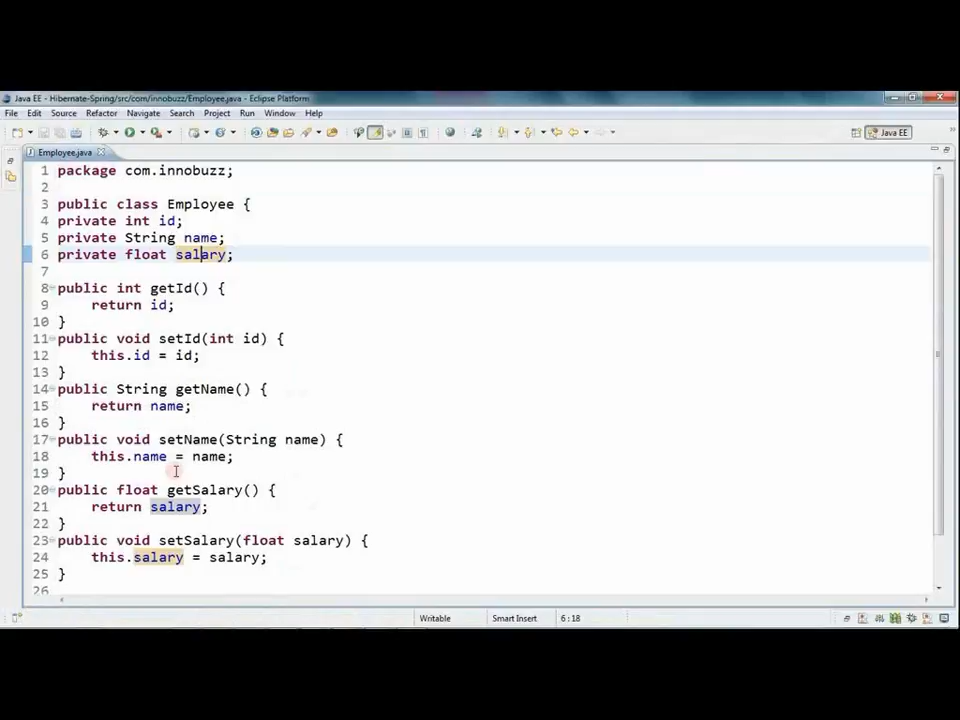 Java EE - Hibernate-Spring/src/com/innobuzz/Employee.java - Eclipse Platform
File Edit Source Refactor Navigate Search Project Run Window Help
Java EE
Employee.java
1 package com.innobuzz;
2
3 public class Employee {
4 private int id;
5 private String name;
6 private float salary;
7
8 public int getId() {
9 return id;
10 }
11 public void setId(int id) {
12 this.id = id;
13 }
14 public String getName() {
15 return name;
16 }
17 public void setName(String name) {
18 this.name = name;
19 }
20 public float getSalary() {
21 return salary;
22 }
23 public void setSalary(float salary) {
24 this.salary = salary;
25 }
26
Writable Smart Insert 6:18